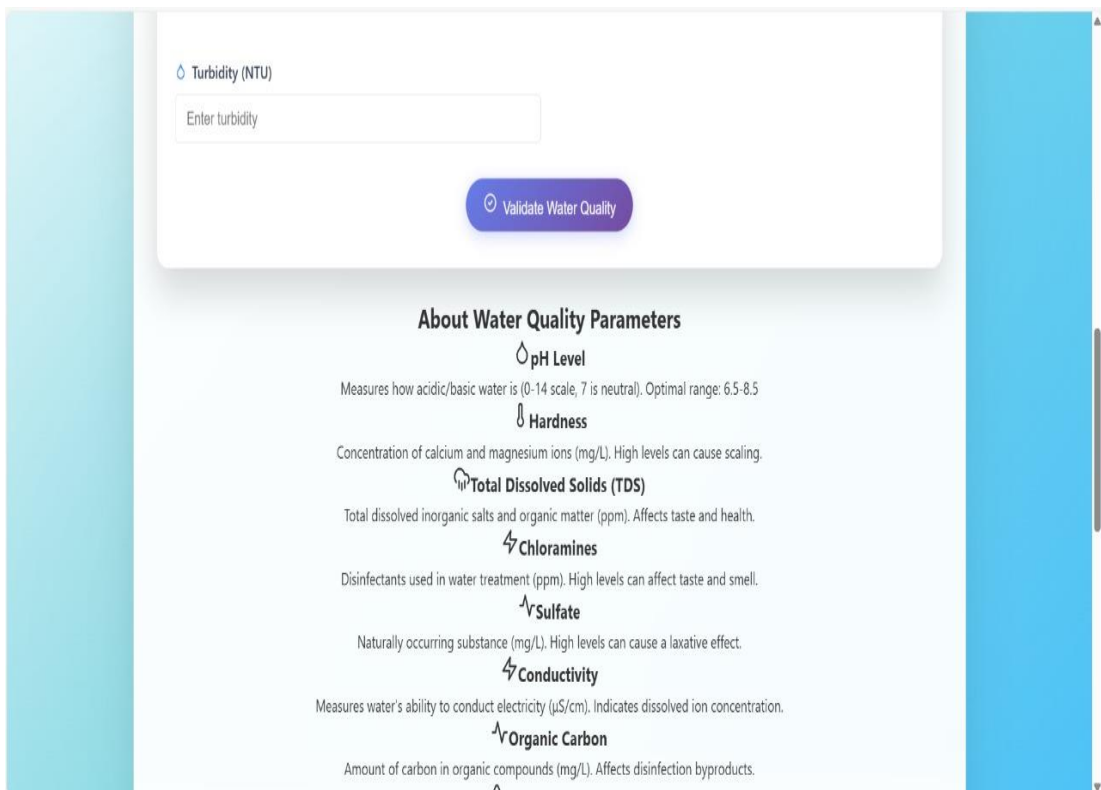 Turbidity (NTU)
Enter turbidity
Validate Water Quality
About Water Quality Parameters
pH Level
Measures how acidic/basic water is (0-14 scale, 7 is neutral). Optimal range: 6.5-8.5
Hardness
Concentration of calcium and magnesium ions (mg/L). High levels can cause scaling.
Total Dissolved Solids (TDS)
Total dissolved inorganic salts and organic matter (ppm). Affects taste and health.
Chloramines
Disinfectants used in water treatment (ppm). High levels can affect taste and smell.
Sulfate
Naturally occurring substance (mg/L). High levels can cause a laxative effect.
Conductivity
Measures water's ability to conduct electricity (µS/cm). Indicates dissolved ion concentration.
Organic Carbon
Amount of carbon in organic compounds (mg/L). Affects disinfection byproducts.